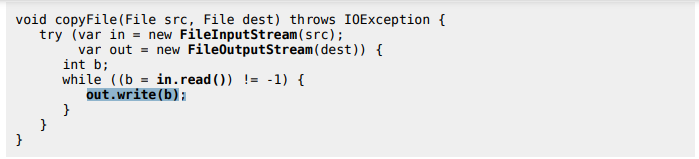 void copyFile(File src, File dest) throws IOException {
try (var in = new FileInputStream(src);
var out = new FileOutputStream(dest)) {
int b;
while ((b = in.read()) != -1) {
out.write(b);
}
}
}